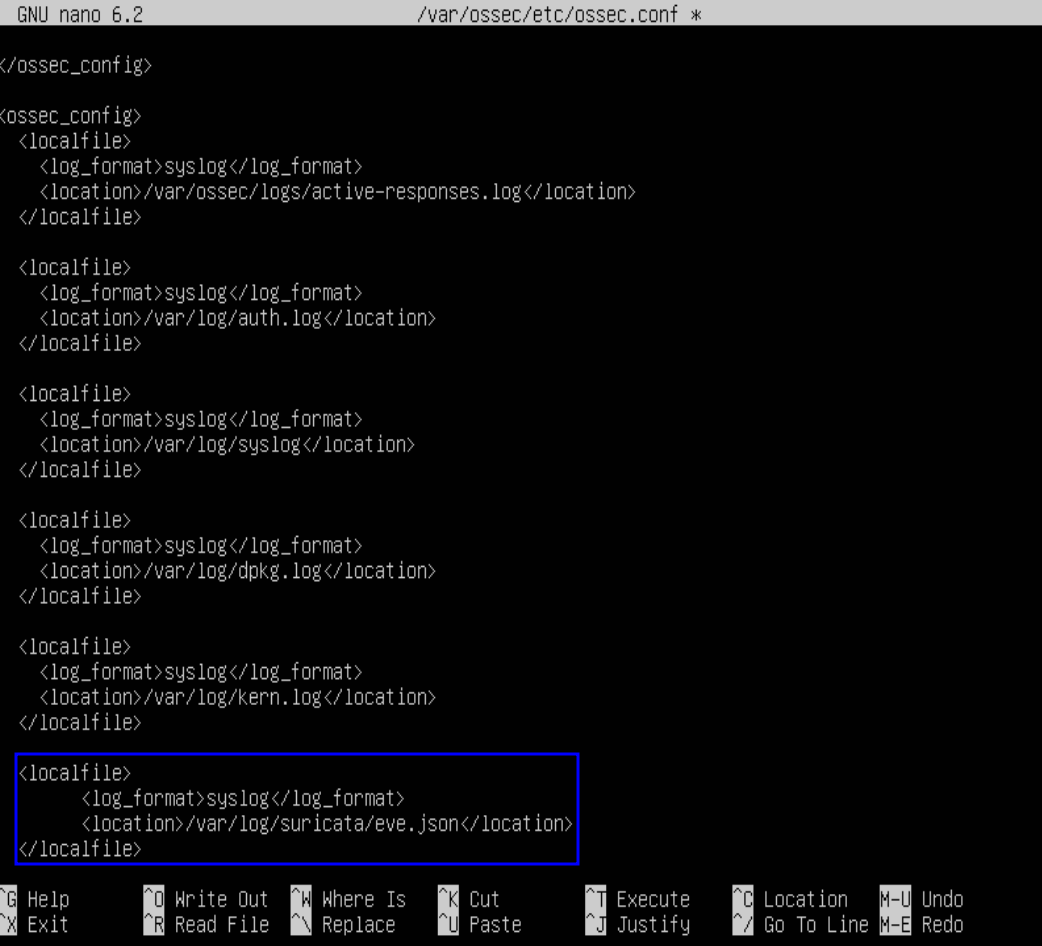 GNU nano 6.2 /var/ossec/etc/ossec.conf *
</ossec_config>
<ossec_config>
<localfile>
<log_format>syslog</log_format>
<location>/var/ossec/logs/active-responses.log</location>
</localfile>
<localfile>
<log_format>syslog</log_format>
<location>/var/log/auth.log</location>
</localfile>
<localfile>
<log_format>syslog</log_format>
<location>/var/log/syslog</location>
</localfile>
<localfile>
<log_format>syslog</log_format>
<location>/var/log/dpkg.log</location>
</localfile>
<localfile>
<log_format>syslog</log_format>
<location>/var/log/kern.log</location>
</localfile>
<localfile>
<log_format>syslog</log_format>
<location>/var/log/suricata/eve.json</location>
</localfile>
^G Help ^O Write Out ^W Where Is ^K Cut ^T Execute ^C Location M-U Undo
^X Exit ^R Read File ^\ Replace ^U Paste ^J Justify ^/ Go To Line M-E Redo